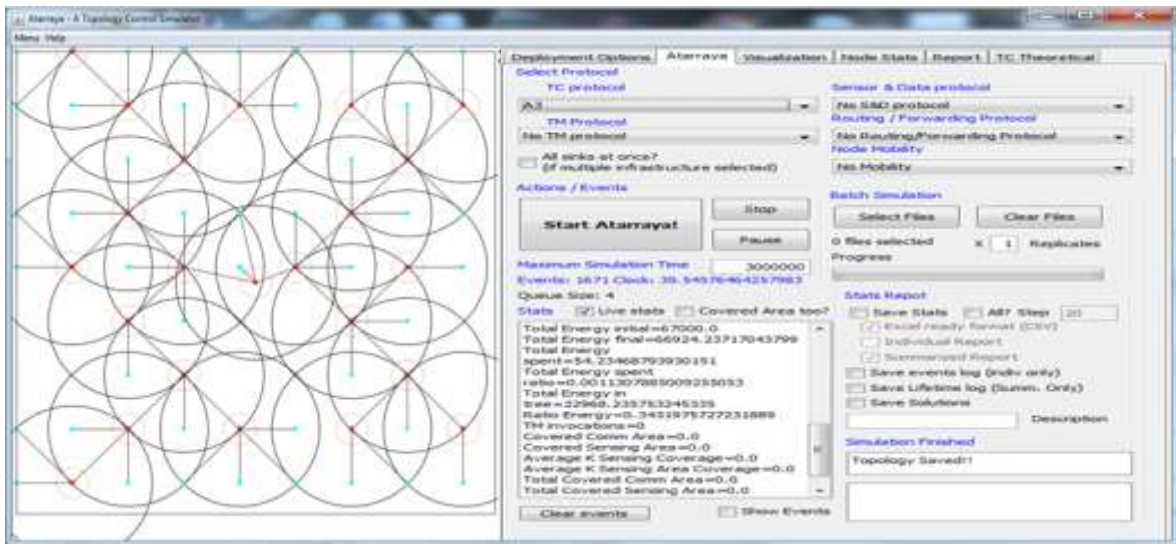 Atarraya - A Topology Control Simulator
Menu Help
Deployment Options Atarraya Visualization Node Stats Report TC Theoretical
Select Protocol
TC protocol
A3
TM Protocol
No TM protocol
All sinks at once?
(if multiple infrastructure selected)
Sensor & Data protocol
No S&D protocol
Routing / Forwarding Protocol
No Routing/Forwarding Protocol
Node Mobility
No Mobility
Actions / Events
Start Atarraya!
Stop
Pause
Batch Simulation
Select Files Clear Files
0 files selected X 1 Replicates
Progress
Maximum Simulation Time 3000000
Events: 1671 Clock: 39.54576464257983
Queue Size: 4
Stats Live stats Covered Area too?
Total Energy initial=67000.0
Total Energy final=66924.23717043799
Total Energy
spent=54.23468793930151
Total Energy spent
ratio=0.0011307885009255053
Total Energy in
tree=22968.235753245335
Ratio Energy=0.3431975727231889
TM invocations=0
Covered Comm Area=0.0
Covered Sensing Area=0.0
Average K Sensing Coverage=0.0
Average K Sensing Area Coverage=0.0
Total Covered Comm Area=0.0
Total Covered Sensing Area=0.0
Clear events Show Events
Stats Repot
Save Stats All? Step 20
Excel ready format (CSV)
Individual Report
Summarized Report
Save events log (indiv only)
Save Lifetime log (Summ. Only)
Save Solutions
Description
Simulation Finished
Topology Saved!!